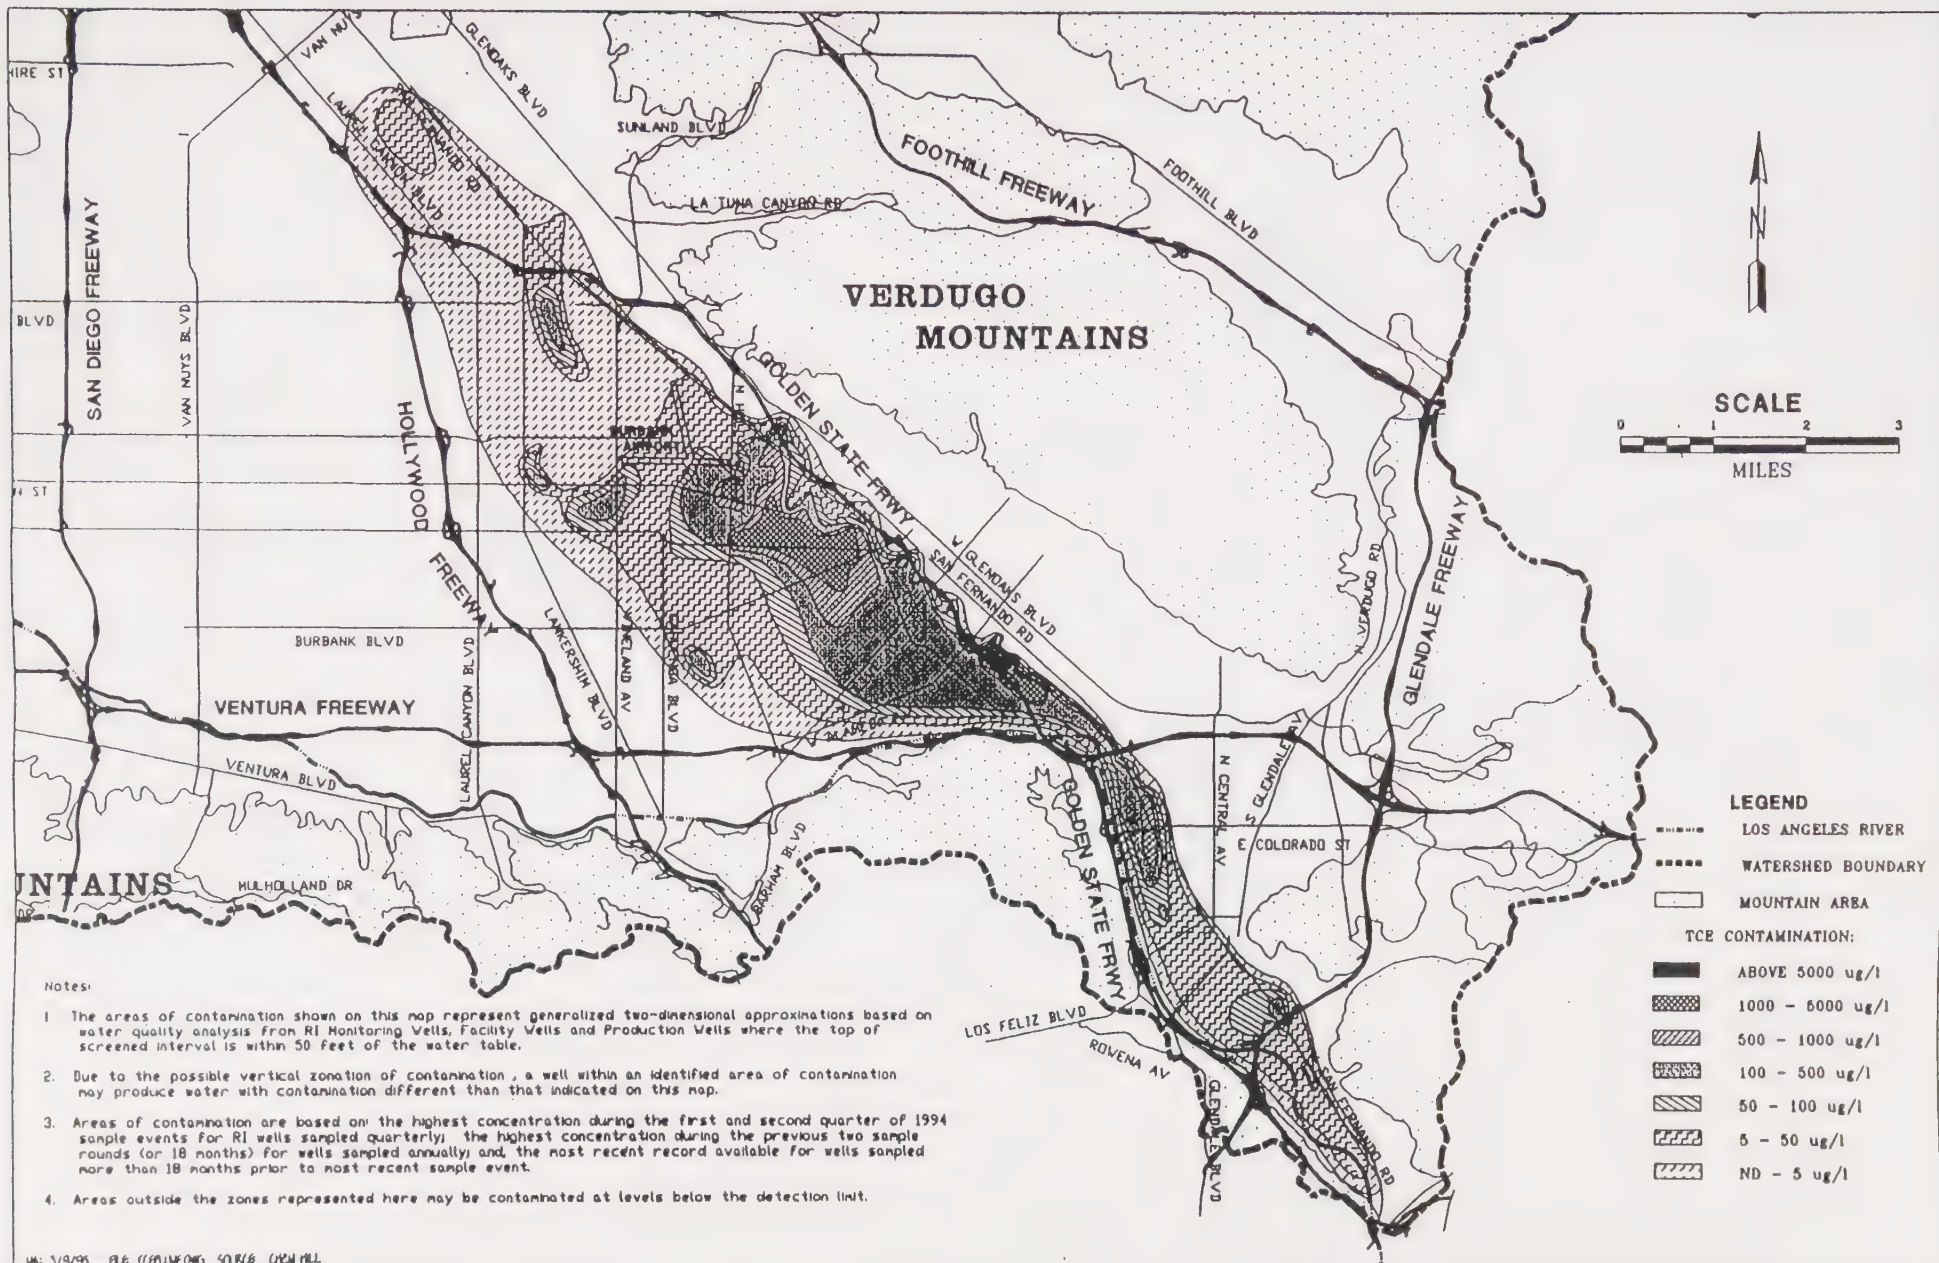 HIRE ST
VAN NUYS
GLENOAKS BLVD
SUNLAND BLVD
LA TUNA CANYON RD
FOOTHILL FREEWAY
FOOTHILL BLVD
SAN DIEGO FREEWAY
VAN NUYS BLVD
BLVD
N ST
VERDUGO
MOUNTAINS
N
SCALE
0 1 2 3
MILES
GOLDEN STATE FRWY
HOLLYWOOD
FREEWAY
BURBANK
AIRPORT
W GLENOAKS BLVD
SAN FERNANDO RD
N VERDUGO RD
GLENDALE FREEWAY
BURBANK BLVD
LAUREL CANYON BLVD
LANKERSHIM BLVD
VINELAND AV
VENTURA FREEWAY
VENTURA BLVD
N CENTRAL AV
S GLENDALE AV
E COLORADO ST
GOLDEN STATE FRWY
BARHAM BLVD
UNTAINS
MULHOLLAND DR
LOS FELIZ BLVD
ROWENA AV
GLENDALE BLVD
SAN FERNANDO RD
LEGEND
LOS ANGELES RIVER
WATERSHED BOUNDARY
MOUNTAIN AREA
TCE CONTAMINATION:
ABOVE 5000 ug/l
1000 - 5000 ug/l
500 - 1000 ug/l
100 - 500 ug/l
50 - 100 ug/l
5 - 50 ug/l
ND - 5 ug/l
Notes:
1 The areas of contamination shown on this map represent generalized two-dimensional approximations based on
water quality analysis from RI Monitoring Wells, Facility Wells and Production Wells where the top of
screened interval is within 50 feet of the water table.
2. Due to the possible vertical zonation of contamination , a well within an identified area of contamination
may produce water with contamination different than that indicated on this map.
3. Areas of contamination are based on: the highest concentration during the first and second quarter of 1994
sample events for RI wells sampled quarterly; the highest concentration during the previous two sample
rounds (or 18 months) for wells sampled annually; and, the most recent record available for wells sampled
more than 18 months prior to most recent sample event.
4. Areas outside the zones represented here may be contaminated at levels below the detection limit.